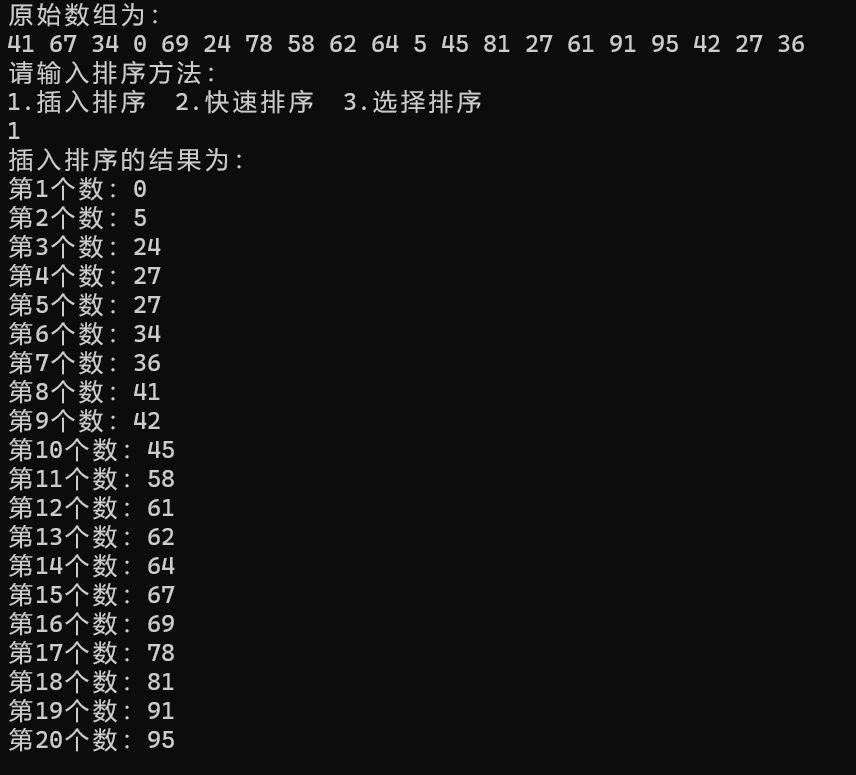 原始数组为:
41 67 34 0 69 24 78 58 62 64 5 45 81 27 61 91 95 42 27 36
请输入排序方法:
1.插入排序  2.快速排序  3.选择排序
1
插入排序的结果为:
第1个数: 0
第2个数: 5
第3个数: 24
第4个数: 27
第5个数: 27
第6个数: 34
第7个数: 36
第8个数: 41
第9个数: 42
第10个数: 45
第11个数: 58
第12个数: 61
第13个数: 62
第14个数: 64
第15个数: 67
第16个数: 69
第17个数: 78
第18个数: 81
第19个数: 91
第20个数: 95